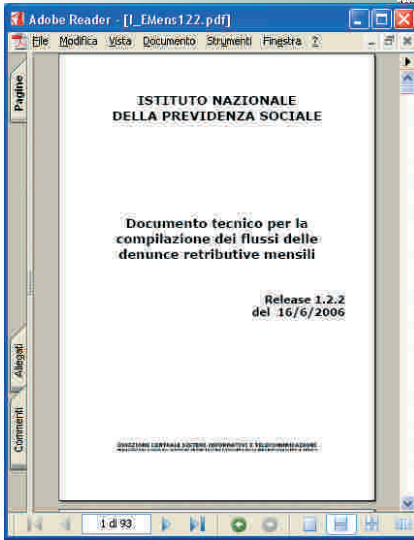 Adobe Reader - [I_EMens122.pdf]
File Modifica Vista Documento Strumenti Finestra ?
Pagine
ISTITUTO NAZIONALE
DELLA PREVIDENZA SOCIALE
Documento tecnico per la
compilazione dei flussi delle
denunce retributive mensili
Release 1.2.2
del 16/6/2006
Allegati
Commenti
DIREZIONE CENTRALE SISTEMI INFORMATIVI E TELECOMUNICAZIONI
1 di 93